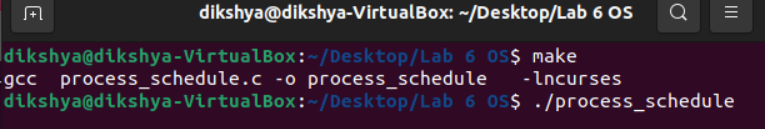 dikshya@dikshya-VirtualBox: ~/Desktop/Lab 6 OS
dikshya@dikshya-VirtualBox:~/Desktop/Lab 6 OS$ make
gcc  process_schedule.c -o process_schedule   -lncurses
dikshya@dikshya-VirtualBox:~/Desktop/Lab 6 OS$ ./process_schedule